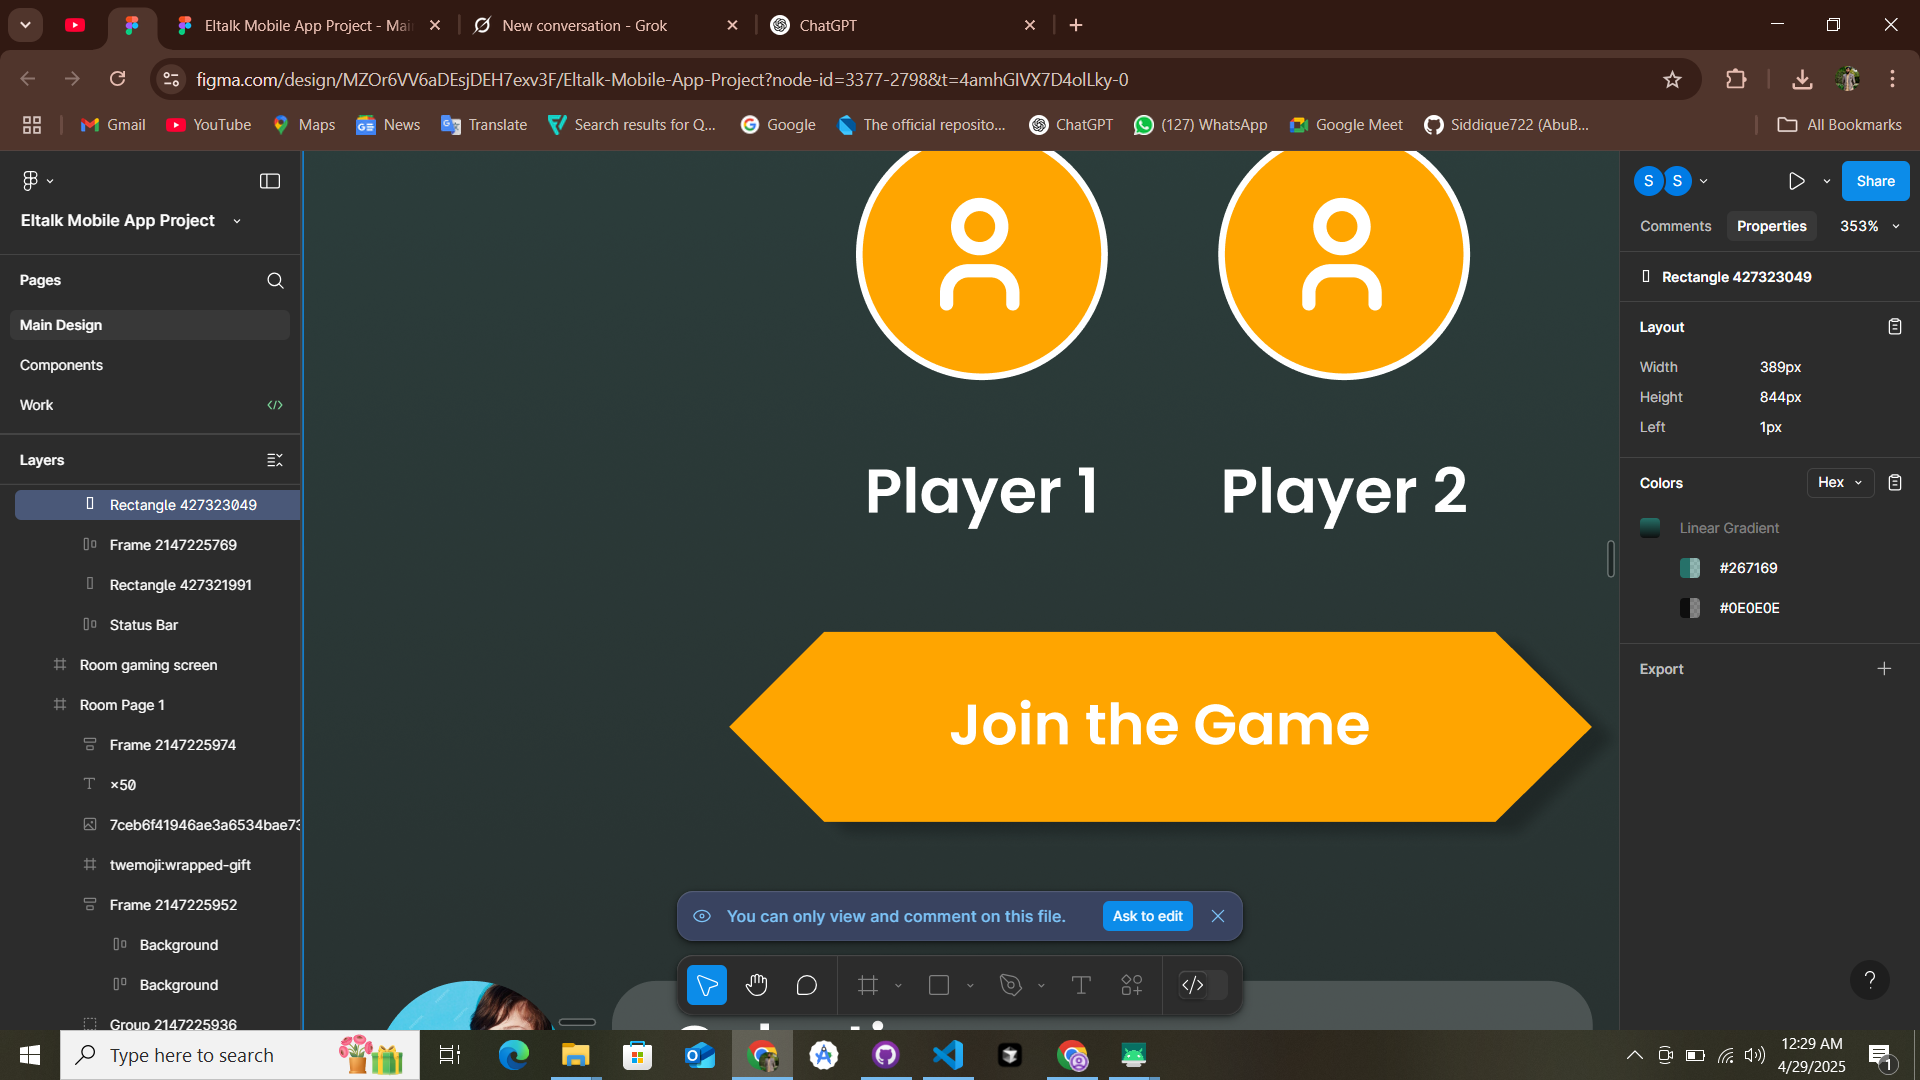 Eltalk Mobile App Project - Mai
New conversation - Grok
ChatGPT
figma.com/design/MZOr6VV6aDEsjDEH7exv3F/Eltalk-Mobile-App-Project?node-id=3377-2798&t=4amhGIVX7D4olLky-0
Gmail
YouTube
Maps
News
Translate
Search results for Q...
Google
The official reposito...
ChatGPT
(127) WhatsApp
Google Meet
Siddique722 (AbuB...
All Bookmarks
Eltalk Mobile App Project
Pages
Main Design
Components
Work
Layers
Rectangle 427323049
Frame 2147225769
Rectangle 427321991
Status Bar
Room gaming screen
Room Page 1
Frame 2147225974
×50
7ceb6f41946ae3a6534bae73
twemoji:wrapped-gift
Frame 2147225952
Background
Background
Group 2147225936
Player 1
Player 2
Join the Game
You can only view and comment on this file.
Ask to edit
S
S
Share
Comments
Properties
353%
Rectangle 427323049
Layout
Width
389px
Height
844px
Left
1px
Colors
Hex
Linear Gradient
#267169
#0E0E0E
Export
?
Type here to search
12:29 AM
4/29/2025
1